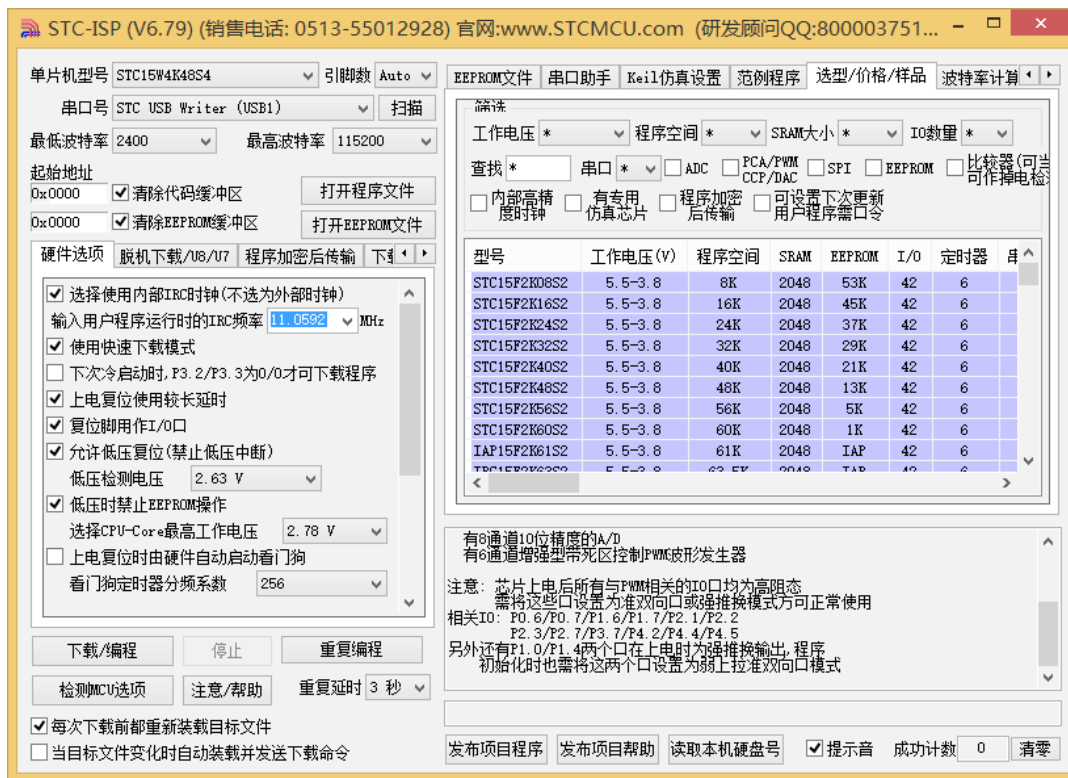 STC-ISP (V6.79) (销售电话: 0513-55012928) 官网:www.STCMCU.com (研发顾问QQ:800003751...
单片机型号 STC15W4K48S4 引脚数 Auto
串口号 STC USB Writer (USB1) 扫描
最低波特率 2400 最高波特率 115200
起始地址
0x0000 清除代码缓冲区 打开程序文件
0x0000 清除EEPROM缓冲区 打开EEPROM文件
硬件选项 脱机下载/U8/U7 程序加密后传输
选择使用内部IRC时钟(不选为外部时钟)
输入用户程序运行时的IRC频率 11.0592 MHz
使用快速下载模式
下次冷启动时,P3.2/P3.3为0/0才可下载程序
上电复位使用较长延时
复位脚用作I/O口
允许低压复位(禁止低压中断)
低压检测电压 2.63 V
低压时禁止EEPROM操作
选择CPU-Core最高工作电压 2.78 V
上电复位时由硬件自动启动看门狗
看门狗定时器分频系数 256
下载/编程 停止 重复编程
检测MCU选项 注意/帮助 重复延时 3 秒
每次下载前都重新装载目标文件
当目标文件变化时自动装载并发送下载命令
EEPROM文件 串口助手 Keil仿真设置 范例程序 选型/价格/样品 波特率计算
筛选
工作电压 * 程序空间 * SRAM大小 * IO数量 *
查找 * 串口 * ADC PCA/PWM CCP/DAC SPI EEPROM 比较器(可当 可作掉电检
内部高精度时钟 有专用仿真芯片 程序加密后传输 可设置下次更新用户程序需口令
型号 工作电压(V) 程序空间 SRAM EEPROM I/O 定时器
STC15F2K08S2 5.5-3.8 8K 2048 53K 42 6
STC15F2K16S2 5.5-3.8 16K 2048 45K 42 6
STC15F2K24S2 5.5-3.8 24K 2048 37K 42 6
STC15F2K32S2 5.5-3.8 32K 2048 29K 42 6
STC15F2K40S2 5.5-3.8 40K 2048 21K 42 6
STC15F2K48S2 5.5-3.8 48K 2048 13K 42 6
STC15F2K56S2 5.5-3.8 56K 2048 5K 42 6
STC15F2K60S2 5.5-3.8 60K 2048 1K 42 6
IAP15F2K61S2 5.5-3.8 61K 2048 IAP 42 6
有8通道10位精度的A/D
有6通道增强型带死区控制PWM波形发生器
注意: 芯片上电后所有与PWM相关的IO口均为高阻态
需将这些口设置为准双向口或强推换模式方可正常使用
相关IO: P0.6/P0.7/P1.6/P1.7/P2.1/P2.2
P2.3/P2.7/P3.7/P4.2/P4.4/P4.5
另外还有P1.0/P1.4两个口在上电时为强推换输出,程序
初始化时也需将这两个口设置为弱上拉准双向口模式
发布项目程序 发布项目帮助 读取本机硬盘号 提示音 成功计数 0 清零